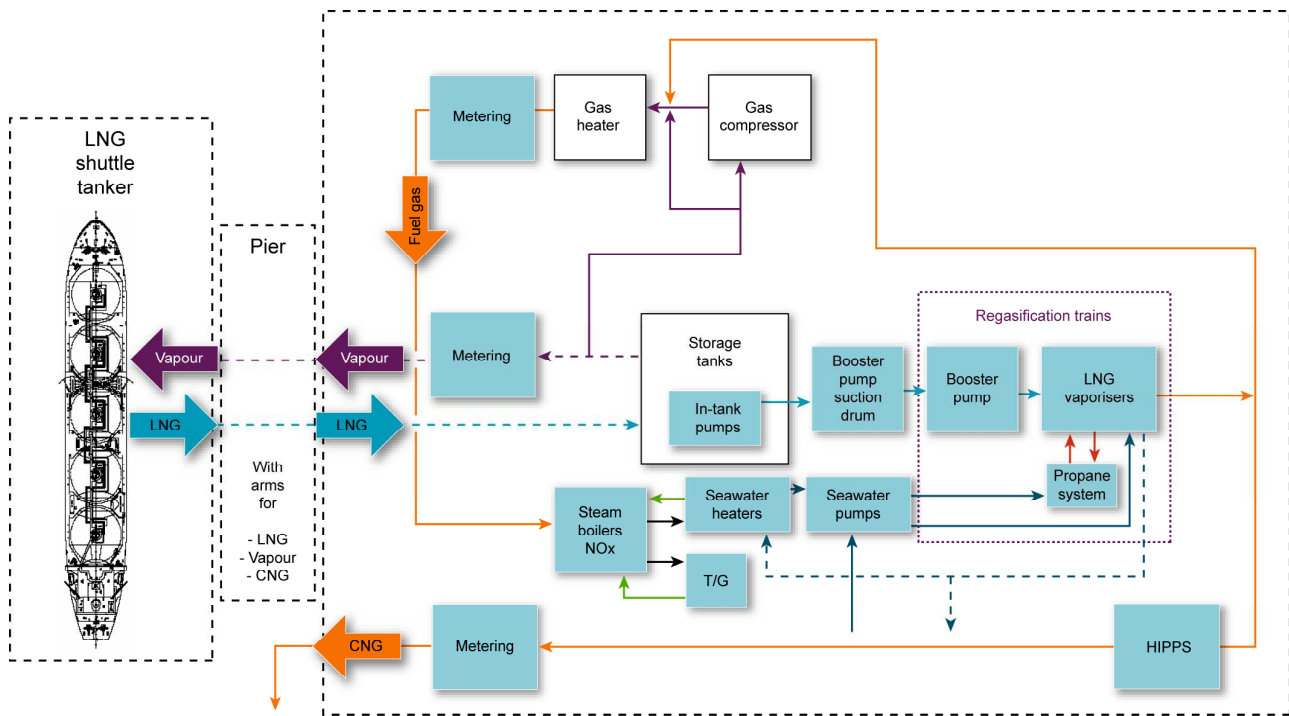 LNG
shuttle
tanker
Pier
With
arms
for
- LNG
- Vapour
- CNG
Metering
Gas
heater
Gas
compressor
Fuel gas
Vapour
Vapour
Metering
LNG
LNG
Storage
tanks
In-tank
pumps
Booster
pump
suction
drum
Regasification trains
Booster
pump
LNG
vaporisers
Propane
system
Steam
boilers
NOx
Seawater
heaters
Seawater
pumps
T/G
CNG
Metering
HIPPS